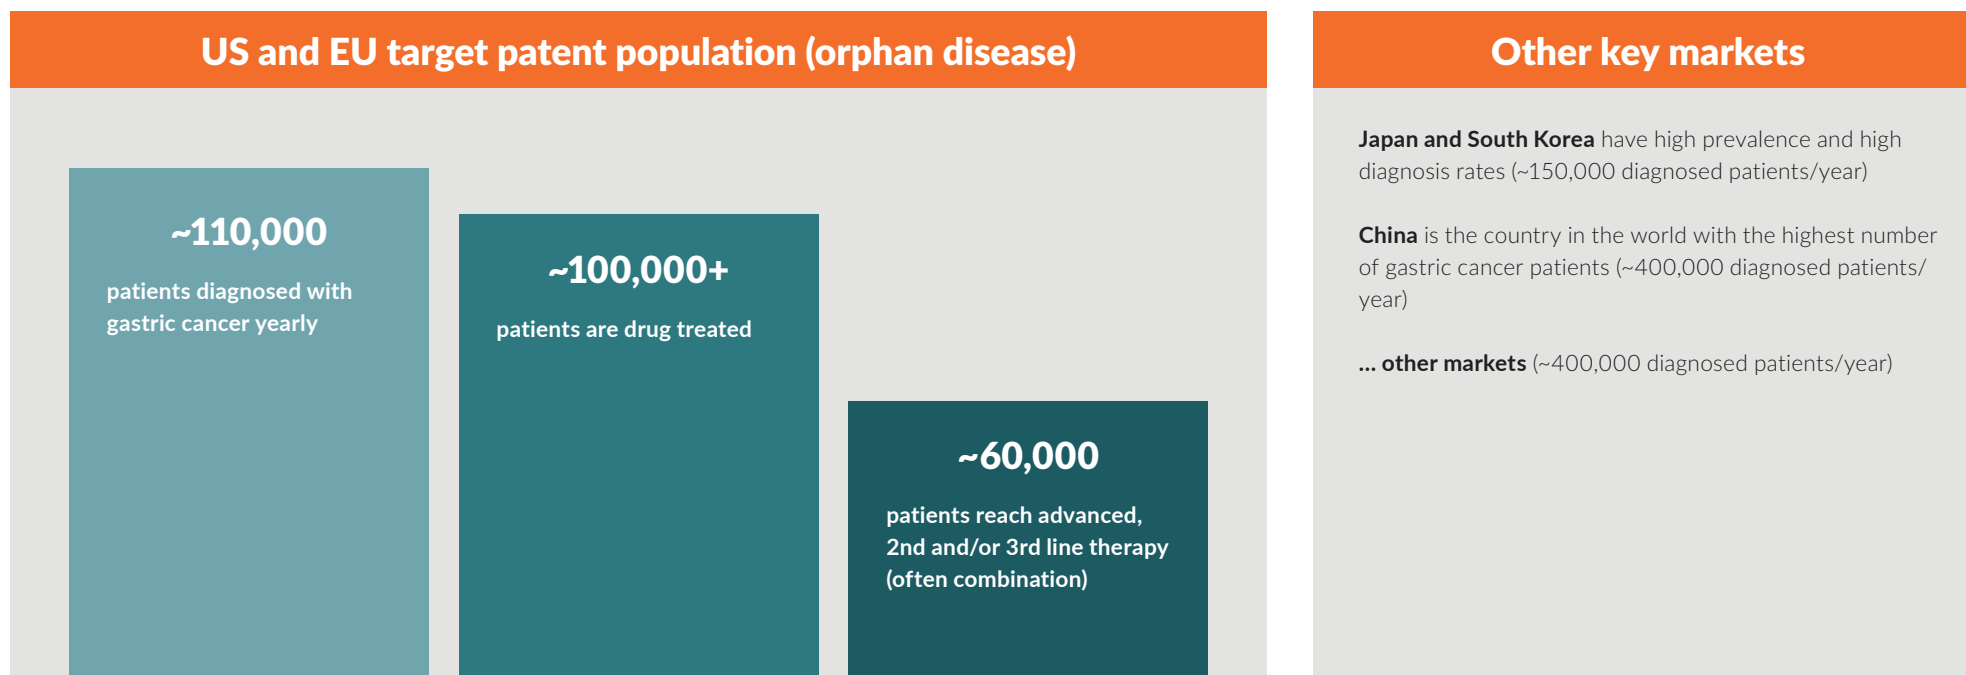 US and EU target patent population (orphan disease)
~110,000
patients diagnosed with
gastric cancer yearly
~100,000+
patients are drug treated
~60,000
patients reach advanced,
2nd and/or 3rd line therapy
(often combination)
Other key markets
Japan and South Korea have high prevalence and high
diagnosis rates (~150,000 diagnosed patients/year)
China is the country in the world with the highest number
of gastric cancer patients (~400,000 diagnosed patients/
year)
... other markets (~400,000 diagnosed patients/year)